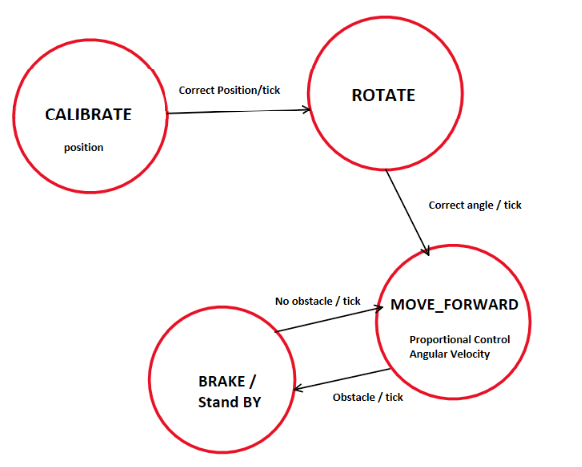 Correct Position/tick
CALIBRATE
position
ROTATE
Correct angle / tick
No obstacle / tick
MOVE_FORWARD
Proportional Control
Angular Velocity
BRAKE /
Stand BY
Obstacle / tick